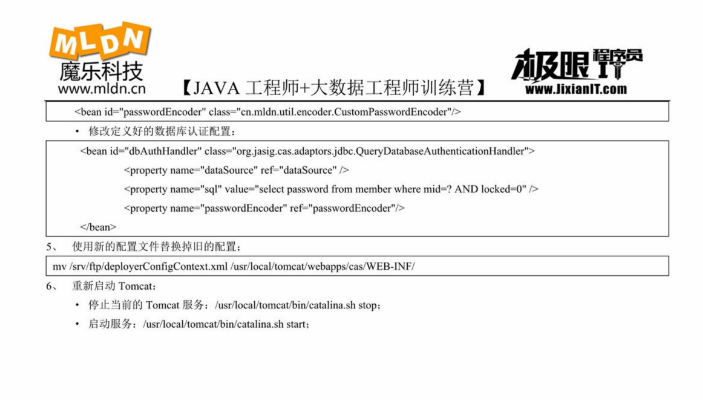 MLDN
魔乐科技
www.mldn.cn
【JAVA 工程师+大数据工程师训练营】
极限IT 程序员
www.JixianIT.com
<bean id="passwordEncoder" class="cn.mldn.util.encoder.CustomPasswordEncoder"/>
• 修改定义好的数据库认证配置：
<bean id="dbAuthHandler" class="org.jasig.cas.adaptors.jdbc.QueryDatabaseAuthenticationHandler">
<property name="dataSource" ref="dataSource" />
<property name="sql" value="select password from member where mid=? AND locked=0" />
<property name="passwordEncoder" ref="passwordEncoder"/>
</bean>
5、 使用新的配置文件替换掉旧的配置；
mv /srv/ftp/deployerConfigContext.xml /usr/local/tomcat/webapps/cas/WEB-INF/
6、 重新启动 Tomcat；
• 停止当前的 Tomcat 服务：/usr/local/tomcat/bin/catalina.sh stop；
• 启动服务：/usr/local/tomcat/bin/catalina.sh start；